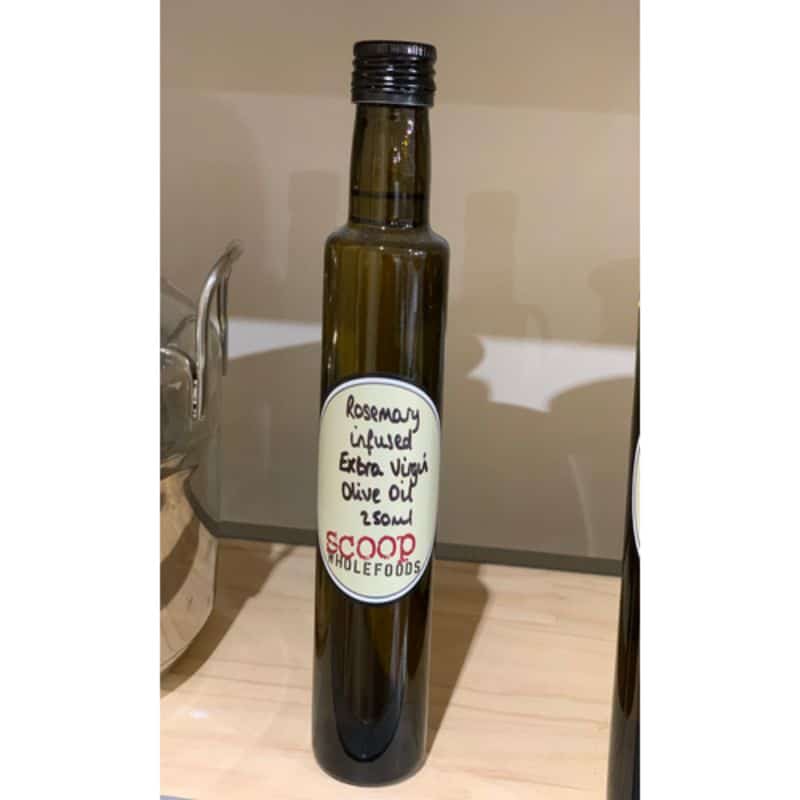 Rosemary
infused
Extra Virgin
Olive Oil
250ml
scoop
WHOLEFOODS